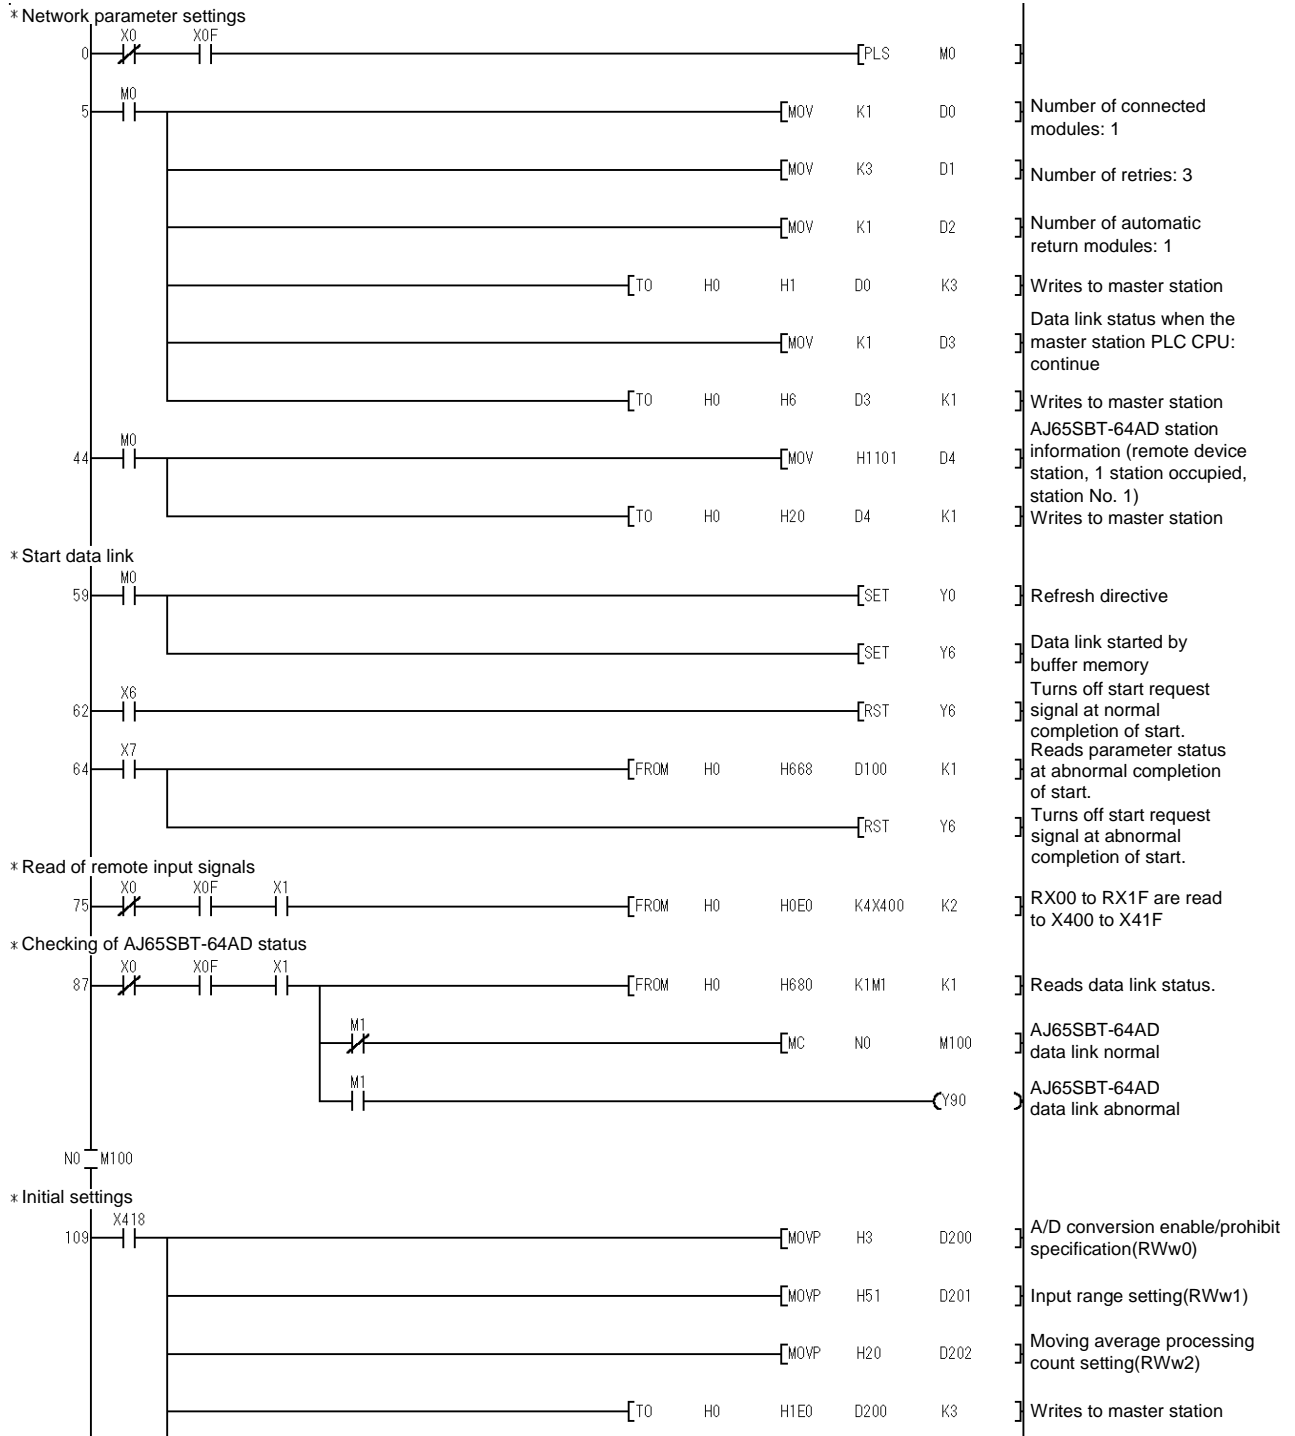 * Network parameter settings
X0 X0F
0 PLS M0
M0
5 MOV K1 D0 Number of connected
modules: 1
MOV K3 D1 Number of retries: 3
MOV K1 D2 Number of automatic
return modules: 1
TO H0 H1 D0 K3 Writes to master station
Data link status when the
MOV K1 D3 master station PLC CPU:
continue
TO H0 H6 D3 K1 Writes to master station
M0 AJ65SBT-64AD station
44 MOV H1101 D4 information (remote device
station, 1 station occupied,
station No. 1)
TO H0 H20 D4 K1 Writes to master station
* Start data link
M0
59 SET Y0 Refresh directive
SET Y6 Data link started by
buffer memory
X6 Turns off start request
62 RST Y6 signal at normal
completion of start.
X7 Reads parameter status
64 FROM H0 H668 D100 K1 at abnormal completion
of start.
Turns off start request
RST Y6 signal at abnormal
completion of start.
* Read of remote input signals
X0 X0F X1
75 FROM H0 H0E0 K4X400 K2 RX00 to RX1F are read
to X400 to X41F
* Checking of AJ65SBT-64AD status
X0 X0F X1
87 FROM H0 H680 K1M1 K1 Reads data link status.
M1 AJ65SBT-64AD
MC N0 M100 data link normal
M1 AJ65SBT-64AD
Y90 data link abnormal
N0 M100
* Initial settings
X418
109 MOVP H3 D200 A/D conversion enable/prohibit
specification(RWw0)
MOVP H51 D201 Input range setting(RWw1)
MOVP H20 D202 Moving average processing
count setting(RWw2)
TO H0 H1E0 D200 K3 Writes to master station